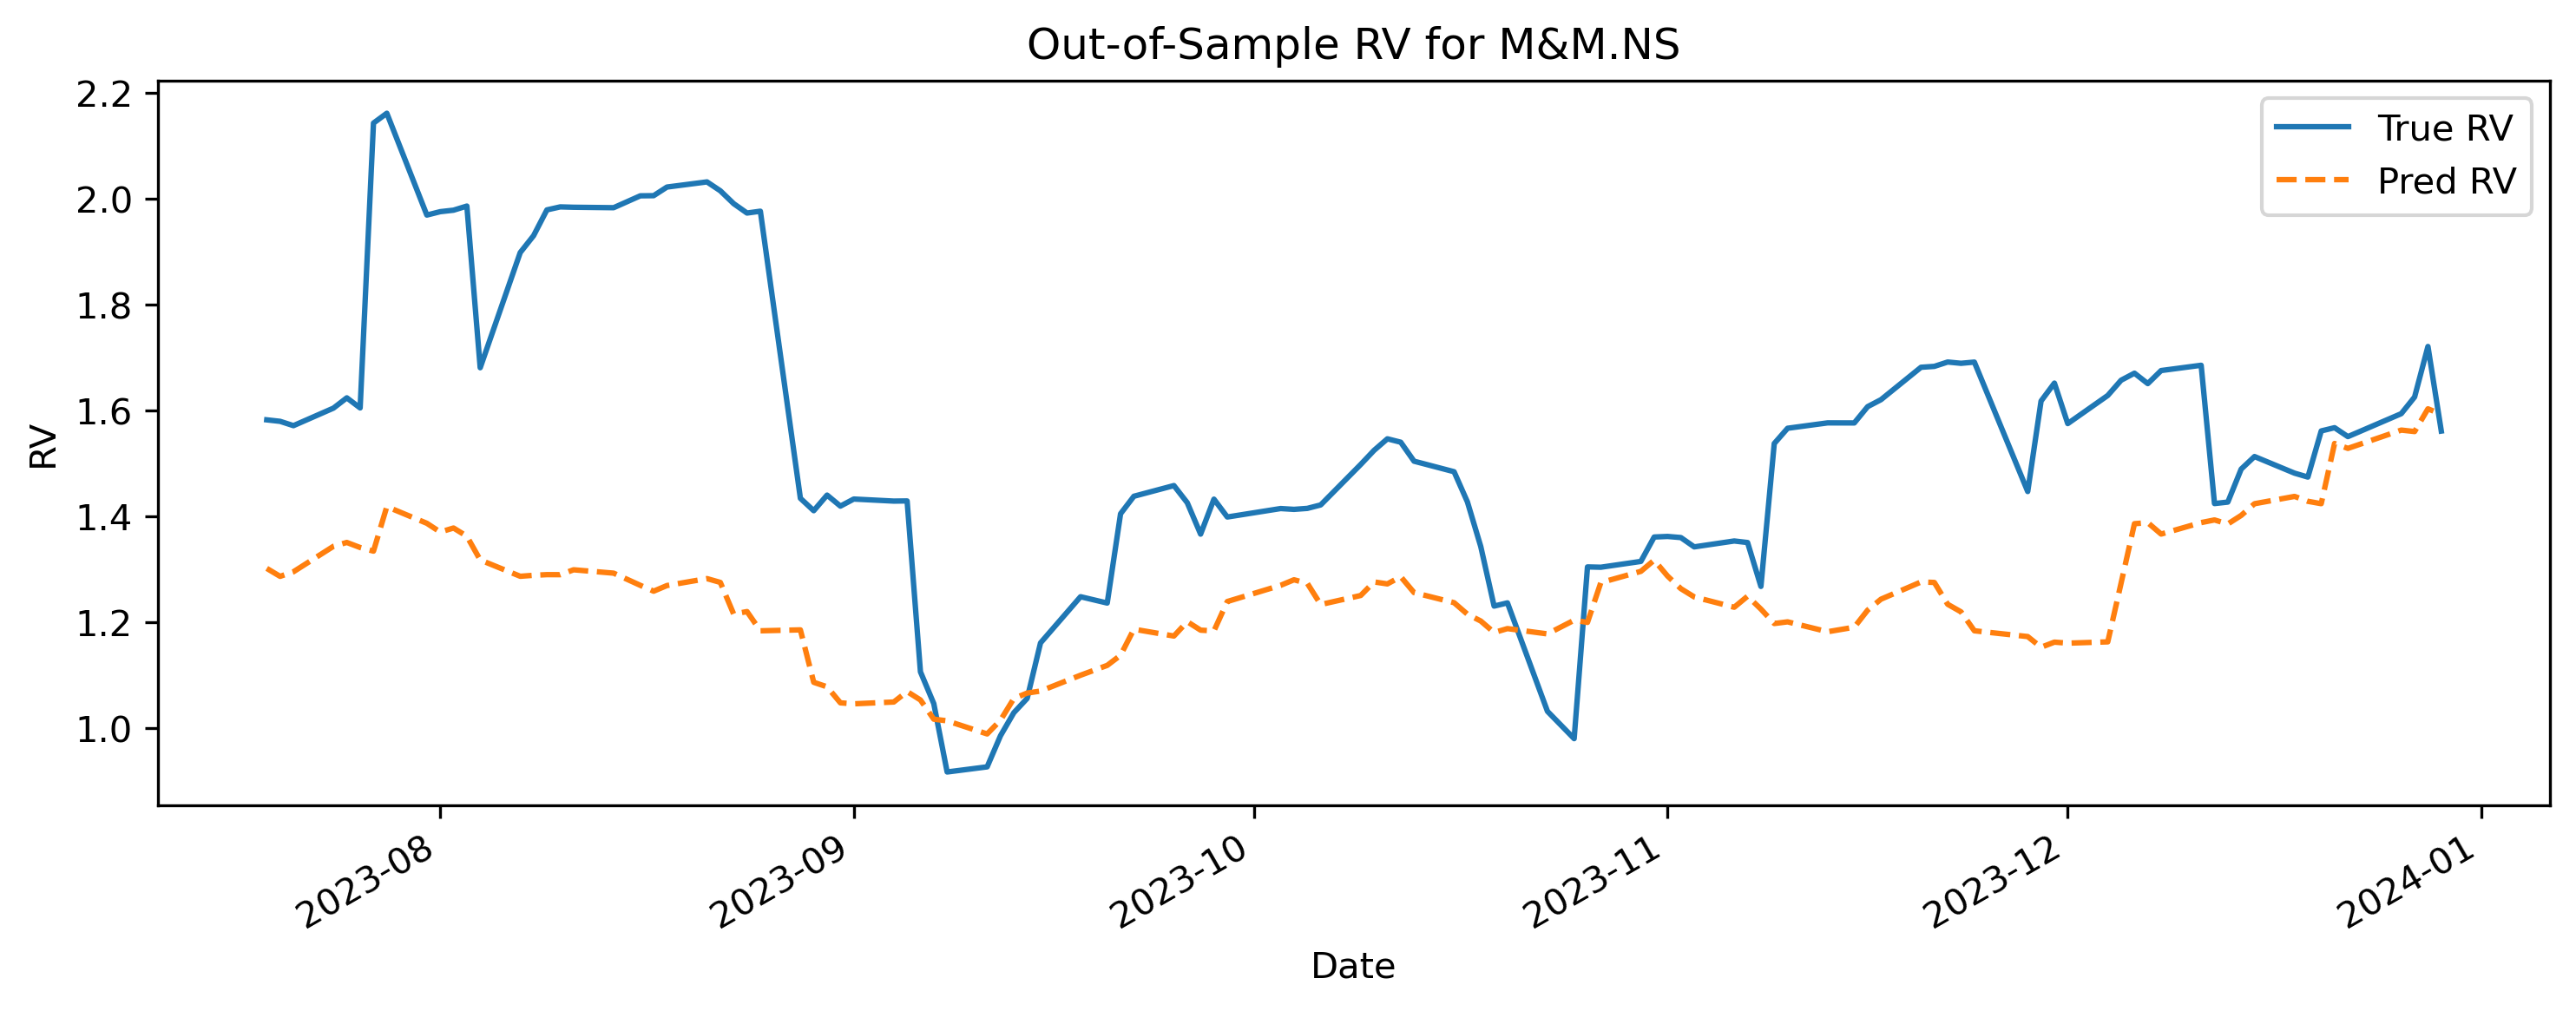 Out-of-Sample RV for M&M.NS
True RV
Pred RV
RV
2.2
2.0
1.8
1.6
1.4
1.2
1.0
2023-08
2023-09
2023-10
2023-11
2023-12
2024-01
Date